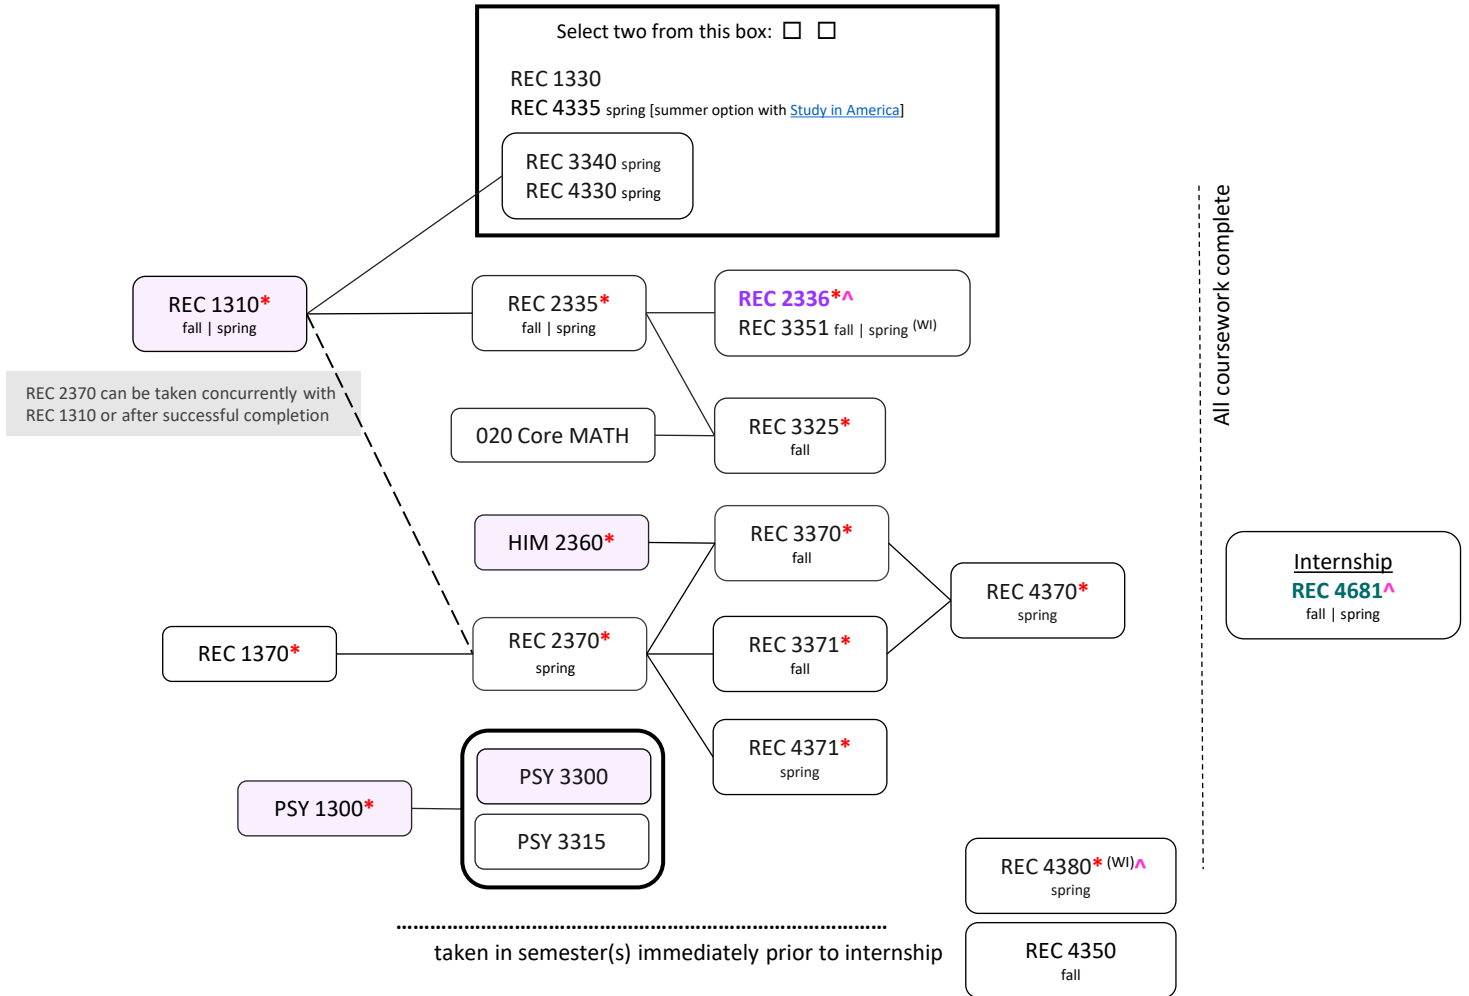 Select two from this box: ☐ ☐
REC 1330
REC 4335 spring [summer option with Study in America]
REC 3340 spring
REC 4330 spring
REC 1310*
fall | spring
REC 2335*
fall | spring
REC 2336*^
REC 3351 fall | spring (WI)
REC 2370 can be taken concurrently with
REC 1310 or after successful completion
020 Core MATH
REC 3325*
fall
HIM 2360*
REC 3370*
fall
REC 4370*
spring
REC 1370*
REC 2370*
spring
REC 3371*
fall
REC 4371*
spring
PSY 1300*
PSY 3300
PSY 3315
All coursework complete
Internship
REC 4681^
fall | spring
REC 4380* (WI)^
spring
REC 4350
fall
taken in semester(s) immediately prior to internship